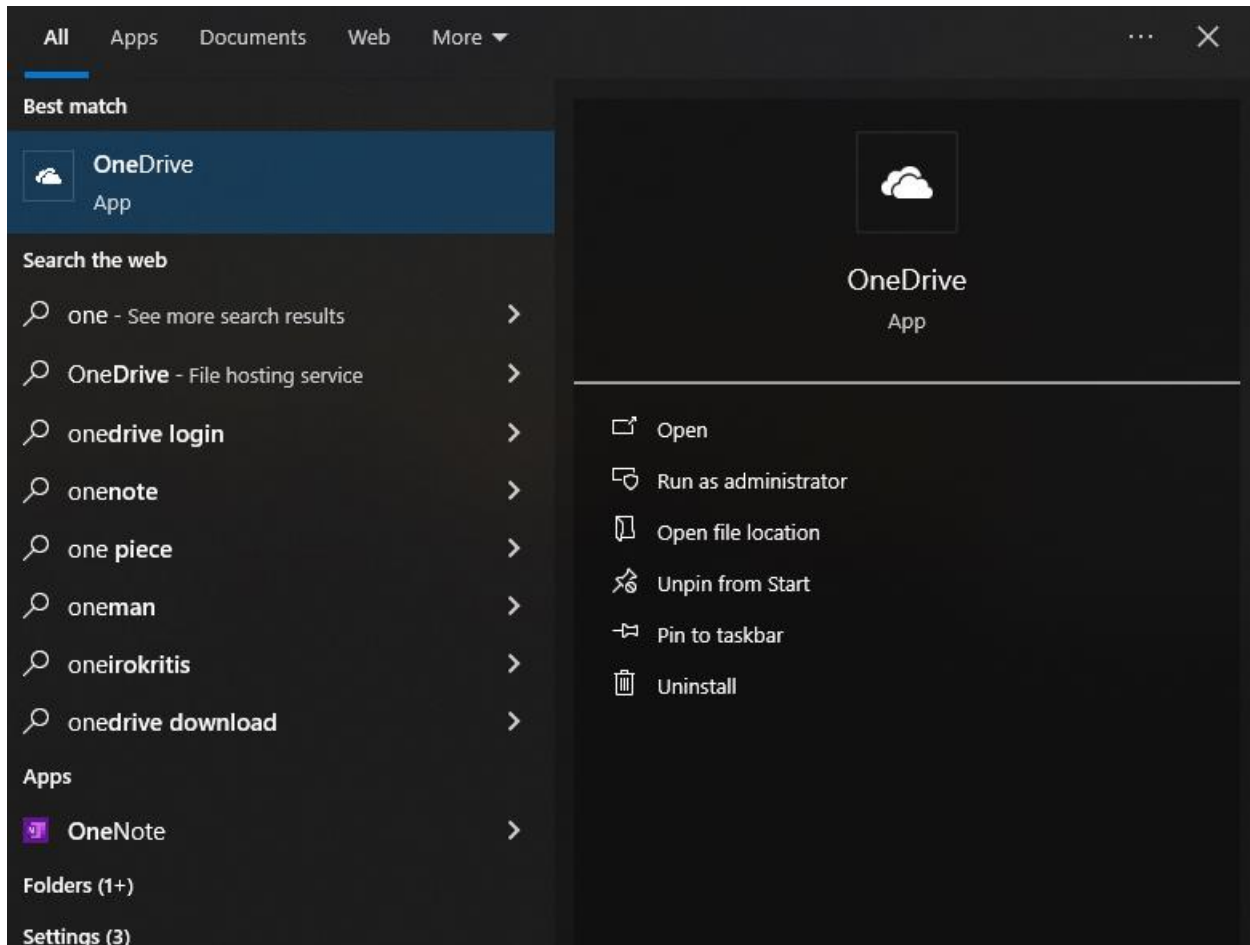 All Apps Documents Web More
Best match
OneDrive
App
Search the web
one - See more search results
OneDrive - File hosting service
onedrive login
onenote
one piece
oneman
oneirokritis
onedrive download
Apps
OneNote
Folders (1+)
Settings (3)
OneDrive
App
Open
Run as administrator
Open file location
Unpin from Start
Pin to taskbar
Uninstall